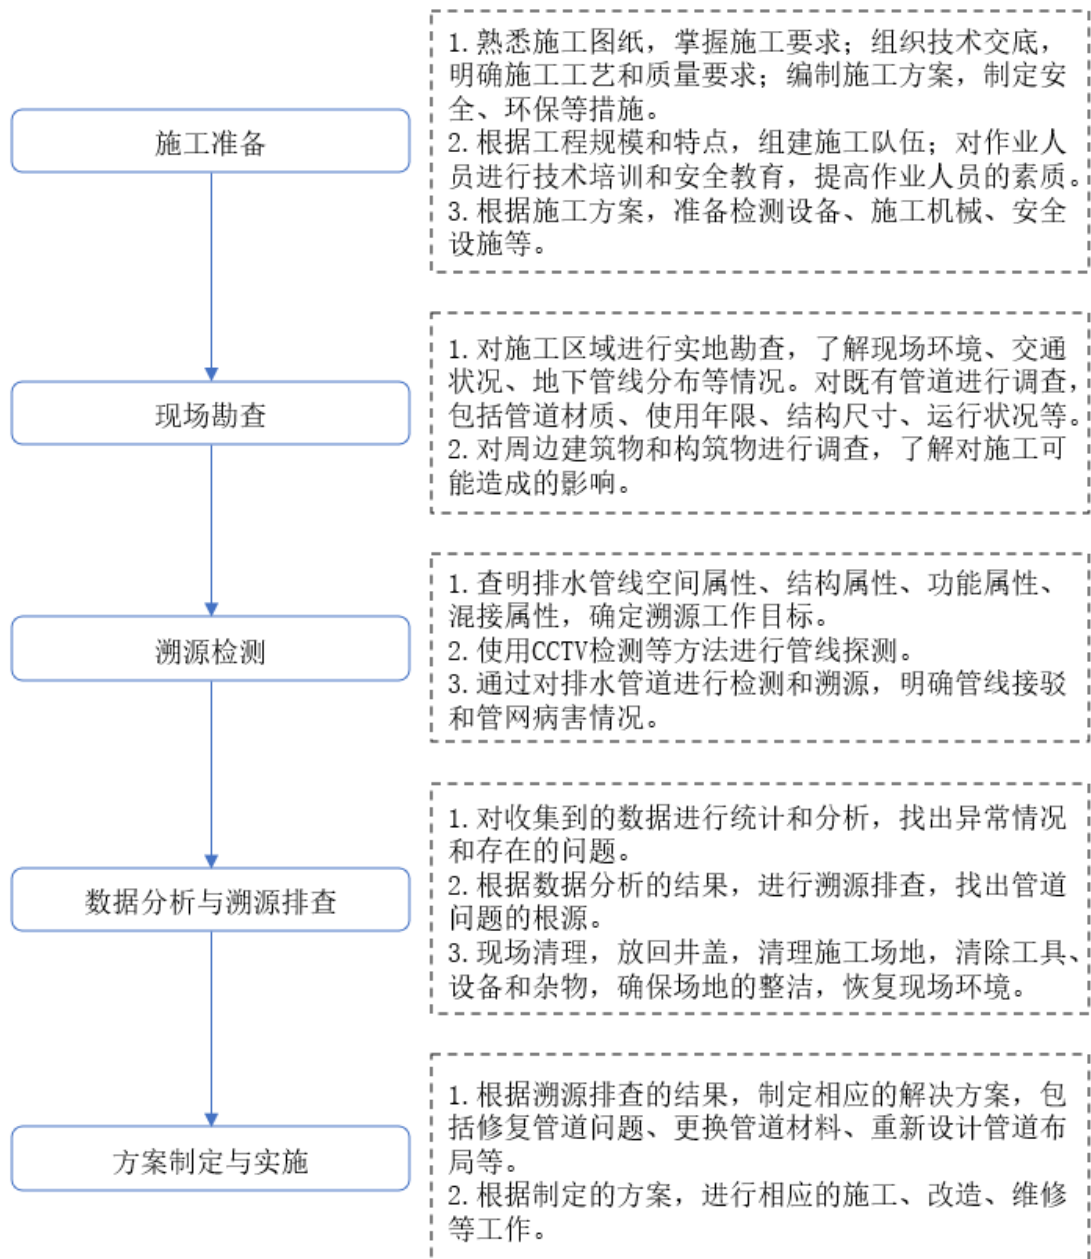 施工准备
1. 熟悉施工图纸，掌握施工要求；组织技术交底，
明确施工工艺和质量要求；编制施工方案，制定安
全、环保等措施。
2. 根据工程规模和特点，组建施工队伍；对作业人
员进行技术培训和安全教育，提高作业人员的素质。
3. 根据施工方案，准备检测设备、施工机械、安全
设施等。
现场勘查
1. 对施工区域进行实地勘查，了解现场环境、交通
状况、地下管线分布等情况。对既有管道进行调查，
包括管道材质、使用年限、结构尺寸、运行状况等。
2. 对周边建筑物和构筑物进行调查，了解对施工可
能造成的影响。
溯源检测
1. 查明排水管线空间属性、结构属性、功能属性、
混接属性，确定溯源工作目标。
2. 使用CCTV检测等方法进行管线探测。
3. 通过对排水管道进行检测和溯源，明确管线接驳
和管网病害情况。
数据分析与溯源排查
1. 对收集到的数据进行统计和分析，找出异常情况
和存在的问题。
2. 根据数据分析的结果，进行溯源排查，找出管道
问题的根源。
3. 现场清理，放回井盖，清理施工场地，清除工具、
设备和杂物，确保场地的整洁，恢复现场环境。
方案制定与实施
1. 根据溯源排查的结果，制定相应的解决方案，包
括修复管道问题、更换管道材料、重新设计管道布
局等。
2. 根据制定的方案，进行相应的施工、改造、维修
等工作。